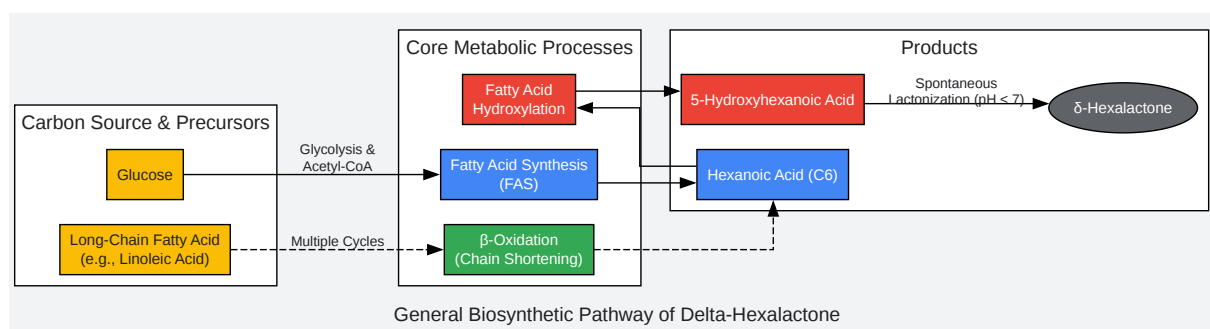 Core Metabolic Processes
Products
Fatty Acid
Hydroxylation
5-Hydroxyhexanoic Acid
Spontaneous
Lactonization (pH < 7)
δ-Hexalactone
Carbon Source & Precursors
Glucose
Glycolysis &
Acetyl-CoA
Fatty Acid Synthesis
(FAS)
Hexanoic Acid (C6)
Long-Chain Fatty Acid
(e.g., Linoleic Acid)
Multiple Cycles
β-Oxidation
(Chain Shortening)
General Biosynthetic Pathway of Delta-Hexalactone